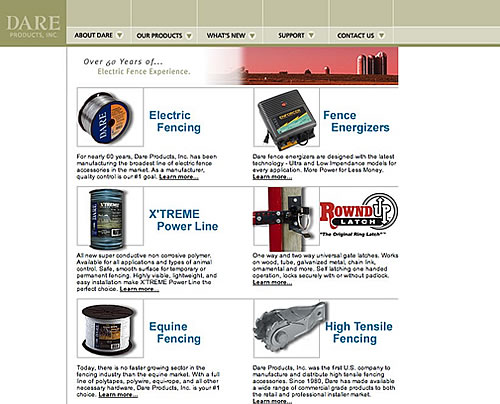 DARE
PRODUCTS, INC.
ABOUT DARE
OUR PRODUCTS
WHAT'S NEW
SUPPORT
CONTACT US
Over 60 Years of...
Electric Fence Experience.
DARE
Electric
Fencing
For nearly 60 years, Dare Products, Inc. has been
manufacturing the broadest line of electric fence
accessories in the market. As a manufacturer,
quality control is our #1 goal. Learn more...
ENFORCER
Fence
Energizers
Dare fence energizers are designed with the latest
technology - Ultra and Low Impedance models for
every application. More Power for Less Money.
Learn more...
DARE
X'TREME
Power Line
All new super conductive non corrosive polymer.
Available for all applications and types of animal
control. Safe, smooth surface for temporary or
permanent fencing. Highly visible, lightweight, and
easy installation make X'TREME Power Line the
perfect choice. Learn more...
ROWND UP
LATCH
"The Original Ring Latch"™
One way and two way universal gate latches. Works
on wood, tube, galvanized metal, chain link,
ornamental and more. Self latching one handed
operation, locks securely with or without padlock.
Learn more...
DARE
Equine
Fencing
Today, there is no faster growing sector in the
fencing industry than the equine market. With a full
line of polytapes, polywire, equi-rope, and all other
necessary hardware, Dare Products, Inc. is your #1
choice. Learn more...
High Tensile
Fencing
Dare Products, Inc. was the first U.S. company to
manufacture and distribute high tensile fencing
accessories. Since 1980, Dare has made available
a wide range of commercial grade products to both
the retail and professional installer market.
Learn more...